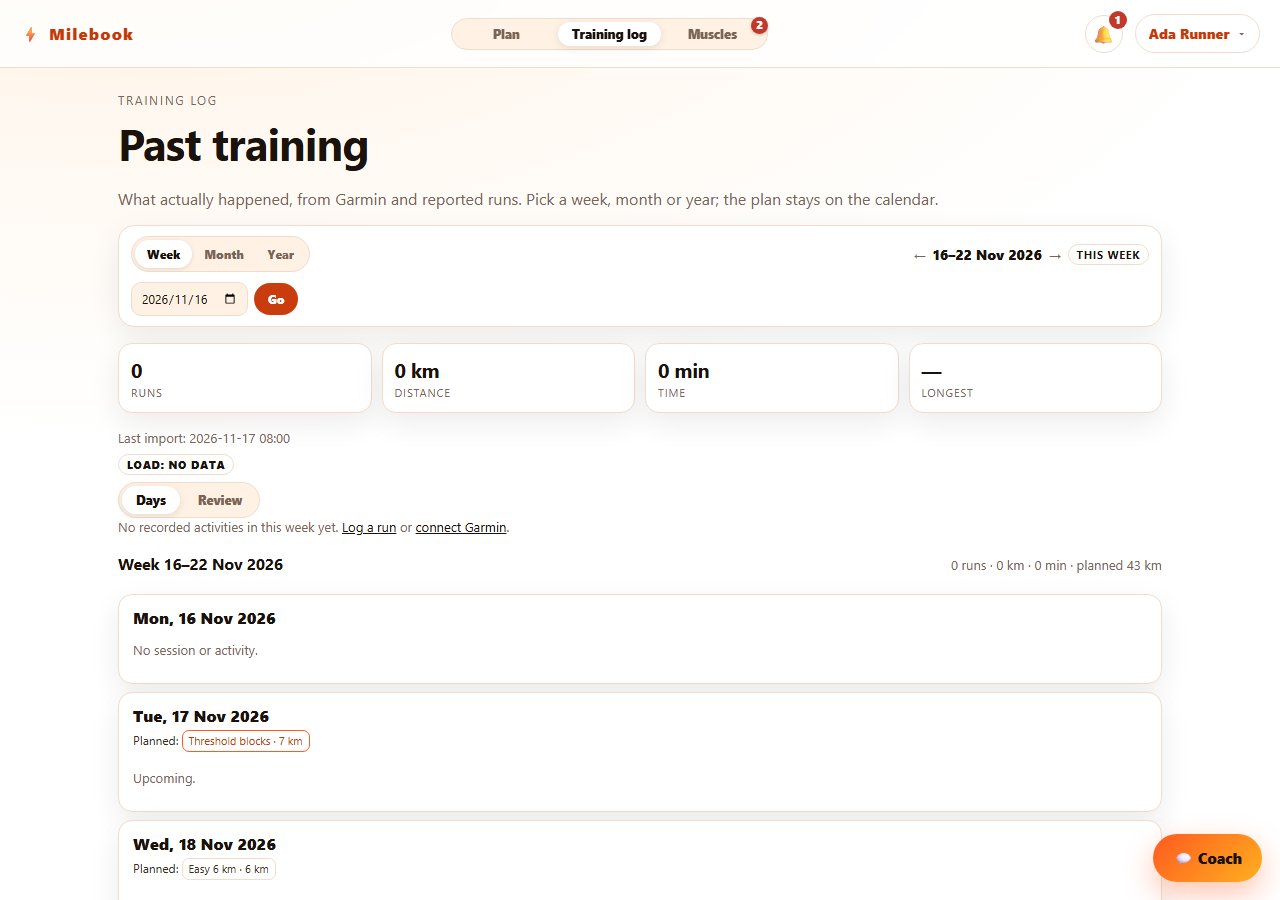 Milebook
Plan
Training log
Muscles
2
1
Ada Runner
TRAINING LOG
Past training
What actually happened, from Garmin and reported runs. Pick a week, month or year; the plan stays on the calendar.
Week Month Year
← 16–22 Nov 2026 → THIS WEEK
2026/11/16 Go
0
RUNS
0 km
DISTANCE
0 min
TIME
—
LONGEST
Last import: 2026-11-17 08:00
LOAD: NO DATA
Days Review
No recorded activities in this week yet. Log a run or connect Garmin.
Week 16–22 Nov 2026
0 runs · 0 km · 0 min · planned 43 km
Mon, 16 Nov 2026
No session or activity.
Tue, 17 Nov 2026
Planned: Threshold blocks · 7 km
Upcoming.
Wed, 18 Nov 2026
Planned: Easy 6 km · 6 km
Coach